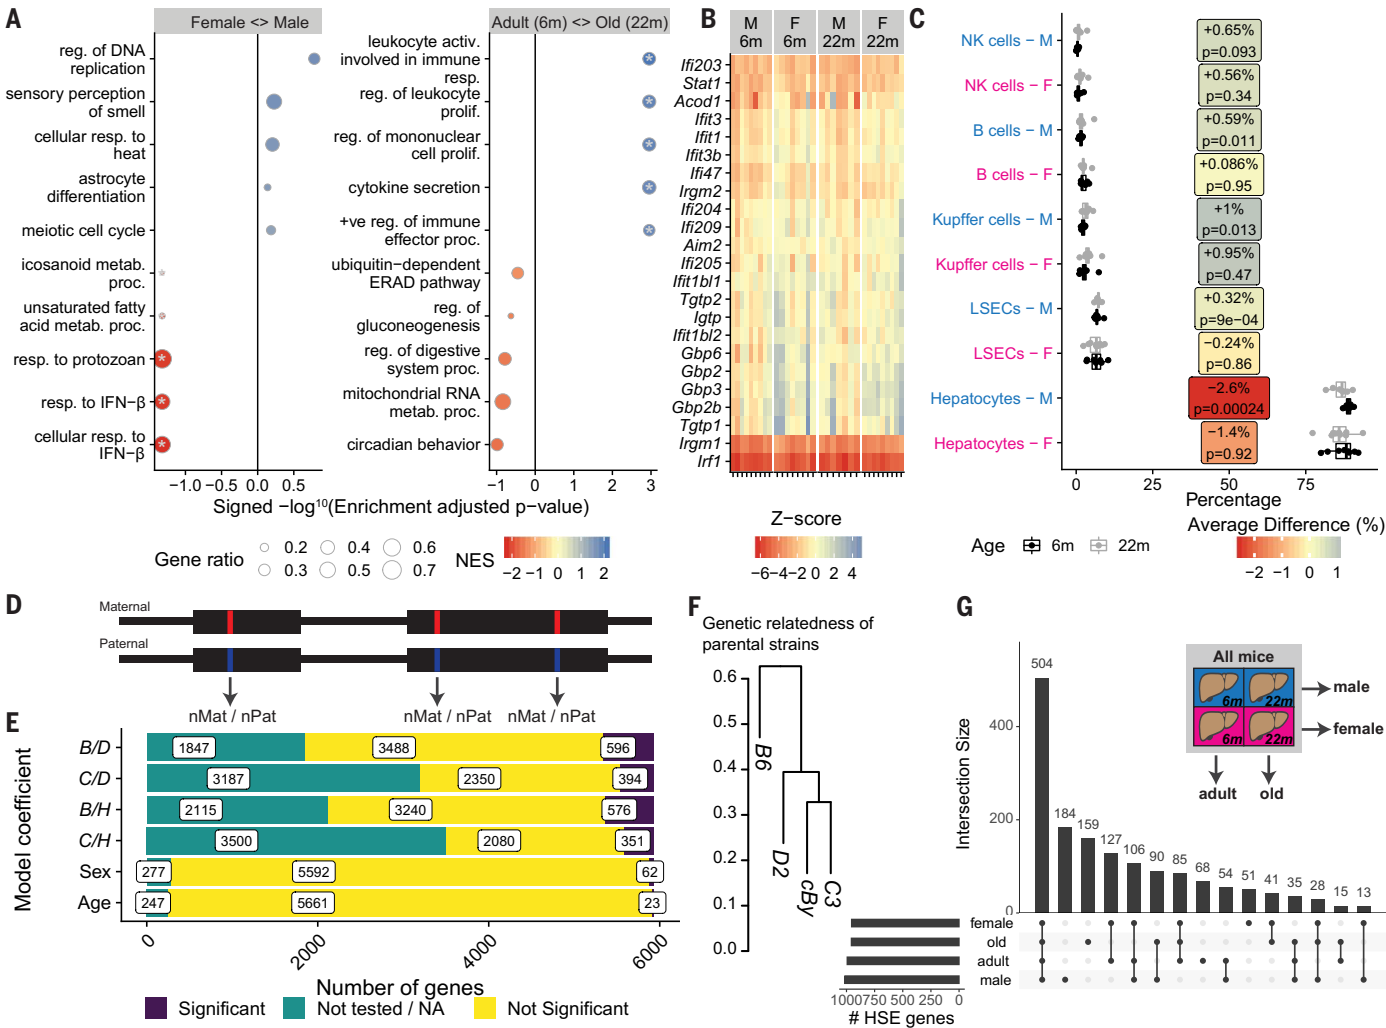 A
Female <> Male
reg. of DNA
replication
sensory perception
of smell
cellular resp. to
heat
astrocyte
differentiation
meiotic cell cycle
icosanoid metab.
proc.
unsaturated fatty
acid metab. proc.
resp. to protozoan
resp. to IFN−β
cellular resp. to
IFN−β
−1.0 −0.5 0.0 0.5
Adult (6m) <> Old (22m)
leukocyte activ.
involved in immune
resp.
reg. of leukocyte
prolif.
reg. of mononuclear
cell prolif.
cytokine secretion
+ve reg. of immune
effector proc.
ubiquitin−dependent
ERAD pathway
reg. of
gluconeogenesis
reg. of digestive
system proc.
mitochondrial RNA
metab. proc.
circadian behavior
−1 0 1 2 3
Signed −log¹⁰(Enrichment adjusted p−value)
Gene ratio
0.2 0.4 0.6
0.3 0.5 0.7
NES
−2 −1 0 1 2
B
M F M F
6m 6m 22m 22m
Ifi203
Stat1
Acod1
Ifit3
Ifit1
Ifit3b
Ifi47
Irgm2
Ifi204
Ifi209
Aim2
Ifi205
Ifit1bl1
Tgtp2
Igtp
Ifit1bl2
Gbp6
Gbp2
Gbp3
Gbp2b
Tgtp1
Irgm1
Irf1
Z−score
−6−4−2 0 2 4
C
NK cells − M
+0.65%
p=0.093
NK cells − F
+0.56%
p=0.34
B cells − M
+0.59%
p=0.011
B cells − F
+0.086%
p=0.95
Kupffer cells − M
+1%
p=0.013
Kupffer cells − F
+0.95%
p=0.47
LSECs − M
+0.32%
p=9e−04
LSECs − F
−0.24%
p=0.86
Hepatocytes − M
−2.6%
p=0.00024
Hepatocytes − F
−1.4%
p=0.92
0 25 50 75
Percentage
Age 6m 22m
Average Difference (%)
−2 −1 0 1
D
Maternal
Paternal
nMat / nPat nMat / nPat nMat / nPat
E
Model coefficient
B/D 1847 3488 596
C/D 3187 2350 394
B/H 2115 3240 576
C/H 3500 2080 351
Sex 277 5592 62
Age 247 5661 23
0 2000 4000 6000
Number of genes
Significant Not tested / NA Not Significant
F
Genetic relatedness of
parental strains
0.6
0.5
0.4
0.3
0.2
0.1
0.0
B6
D2
cBy
C3
G
Intersection Size
400
200
0
504 184 159 127 106 90 85 68 54 51 41 35 28 15 13
All mice
6m 22m male
6m 22m female
adult old
female
old
adult
male
1000 750 500 250 0
# HSE genes